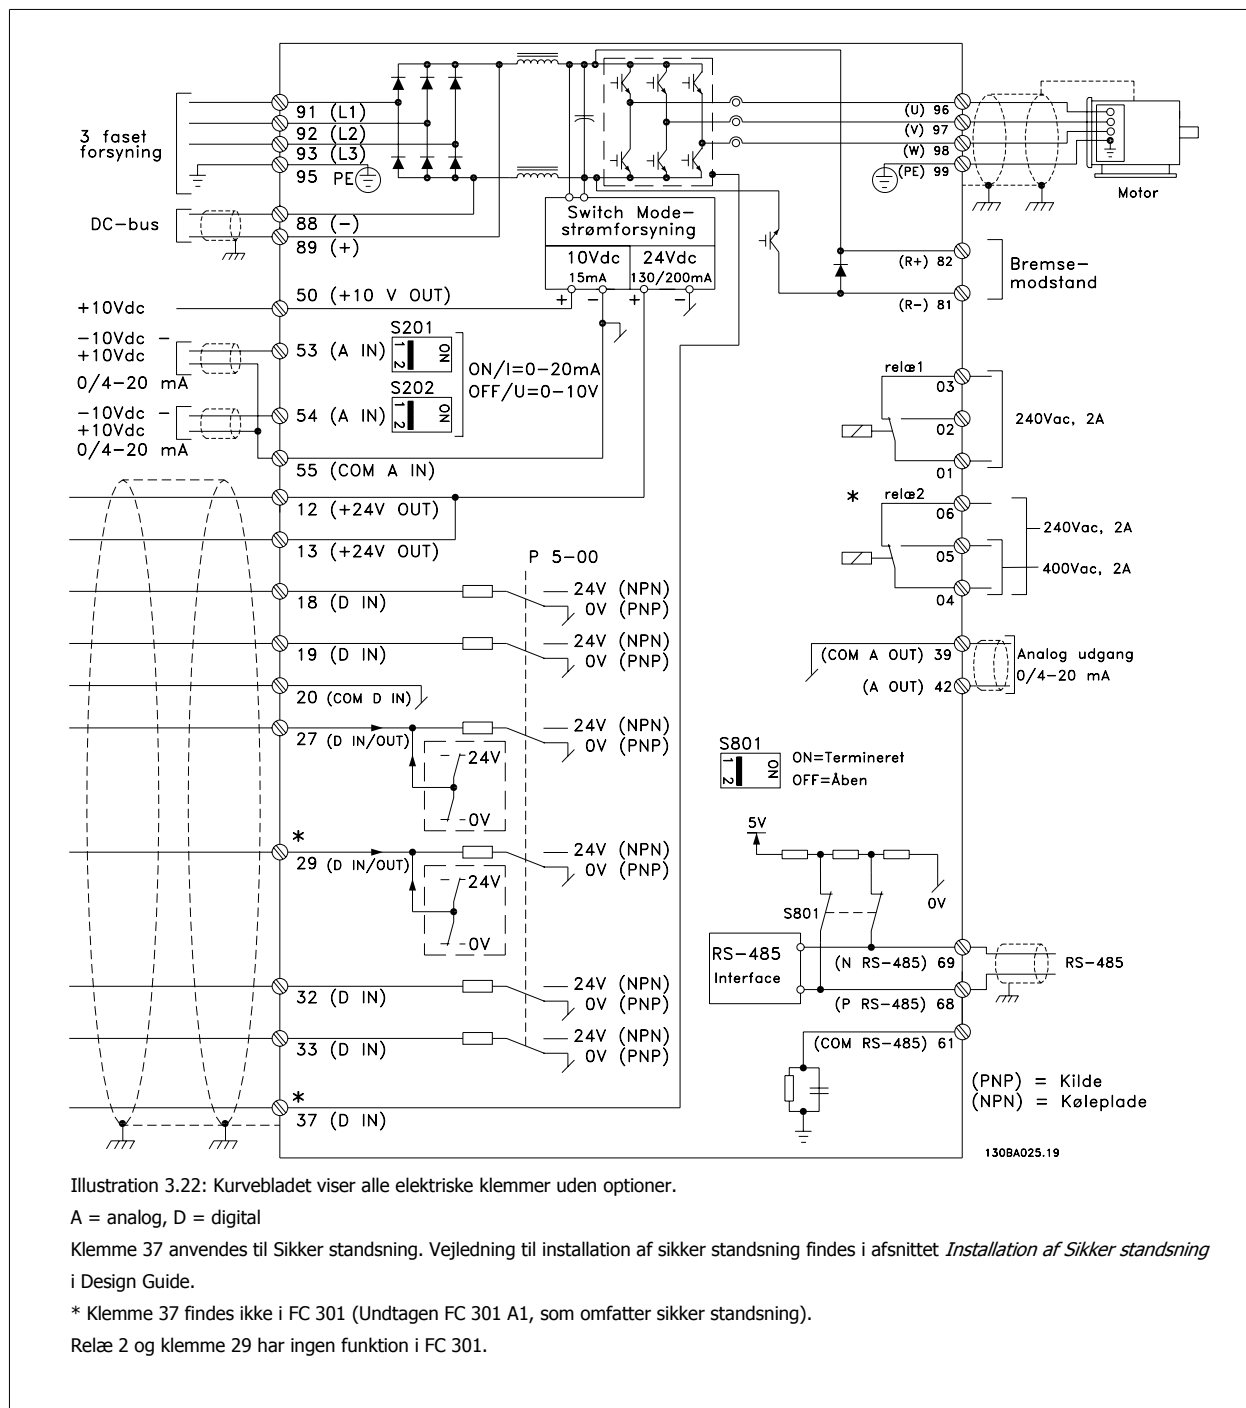 3 faset
forsyning
91 (L1)
92 (L2)
93 (L3)
95 PE
DC-bus
88 (-)
89 (+)
Switch Mode-
strømforsyning
10Vdc
15mA
24Vdc
130/200mA
+ - + -
(U) 96
(V) 97
(W) 98
(PE) 99
Motor
(R+) 82
(R-) 81
Bremse-
modstand
+10Vdc
50 (+10 V OUT)
-10Vdc -
+10Vdc
0/4-20 mA
53 (A IN)
S201
1 2 ON
ON/I=0-20mA
OFF/U=0-10V
S202
1 2 ON
-10Vdc -
+10Vdc
0/4-20 mA
54 (A IN)
55 (COM A IN)
12 (+24V OUT)
13 (+24V OUT)
P 5-00
18 (D IN)
24V (NPN)
0V (PNP)
19 (D IN)
24V (NPN)
0V (PNP)
20 (COM D IN)
27 (D IN/OUT)
24V (NPN)
0V (PNP)
24V
0V
*
29 (D IN/OUT)
24V (NPN)
0V (PNP)
24V
0V
32 (D IN)
24V (NPN)
0V (PNP)
33 (D IN)
24V (NPN)
0V (PNP)
*
37 (D IN)
relæ1
03
02
01
240Vac, 2A
*
relæ2
06
05
04
240Vac, 2A
400Vac, 2A
(COM A OUT) 39
(A OUT) 42
Analog udgang
0/4-20 mA
S801
1 2 ON
ON=Termineret
OFF=Åben
5V
0V
S801
RS-485
Interface
(N RS-485) 69
(P RS-485) 68
RS-485
(COM RS-485) 61
(PNP) = Kilde
(NPN) = Køleplade
130BA025.19
Illustration 3.22: Kurvebladet viser alle elektriske klemmer uden optioner.
A = analog, D = digital
Klemme 37 anvendes til Sikker standsning. Vejledning til installation af sikker standsning findes i afsnittet Installation af Sikker standsning
i Design Guide.
* Klemme 37 findes ikke i FC 301 (Undtagen FC 301 A1, som omfatter sikker standsning).
Relæ 2 og klemme 29 har ingen funktion i FC 301.